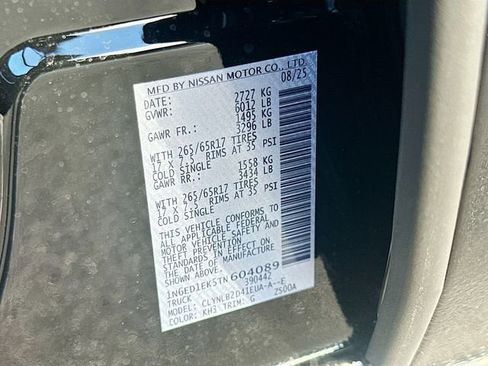 MFD BY NISSAN MOTOR CO., LTD.
DATE: 08/25
GVWR: 2727 KG
6012 LB
GAWR FR.: 1495 KG
3296 LB
WITH 265/65R17 TIRES
17 X 7.5 RIMS AT 35 PSI
COLD SINGLE
GAWR RR.: 1558 KG
3434 LB
WITH 265/65R17 TIRES
17 X 7.5 RIMS AT 35 PSI
COLD SINGLE
THIS VEHICLE CONFORMS TO
ALL APPLICABLE FEDERAL
MOTOR VEHICLE SAFETY AND
THEFT PREVENTION
STANDARDS IN EFFECT ON
THE DATE OF MANUFACTURE
SHOWN ABOVE.
1N6ED1EK5TN604089
TRUCK 390442
MODEL: CLYNLB2D41EUA-A--E
COLOR: KH3 TRIM: G 2500A